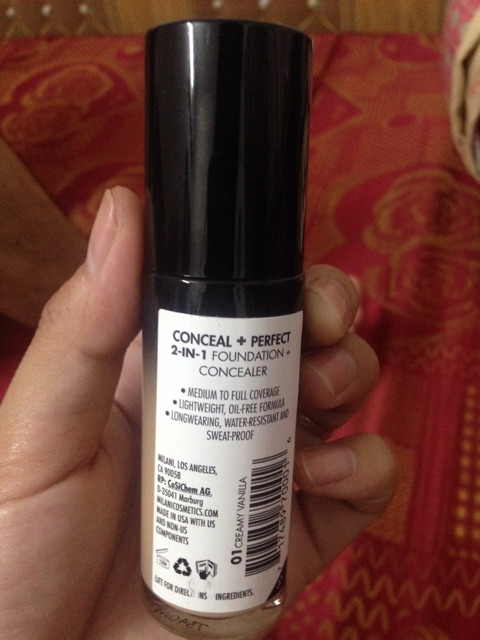 CONCEAL + PERFECT
2-IN-1 FOUNDATION +
CONCEALER
• MEDIUM TO FULL COVERAGE
• LIGHTWEIGHT, OIL-FREE FORMULA
• LONGWEARING, WATER-RESISTANT AND
SWEAT-PROOF
MILANI, LOS ANGELES,
CA 90058
RP: CoSiChem AG.
D-35041 Marburg
MILANICOSMETICS.COM
MADE IN USA WITH US
AND NON-US
COMPONENTS
01 CREAMY VANILLA
LIFT FOR INGREDIENTS.